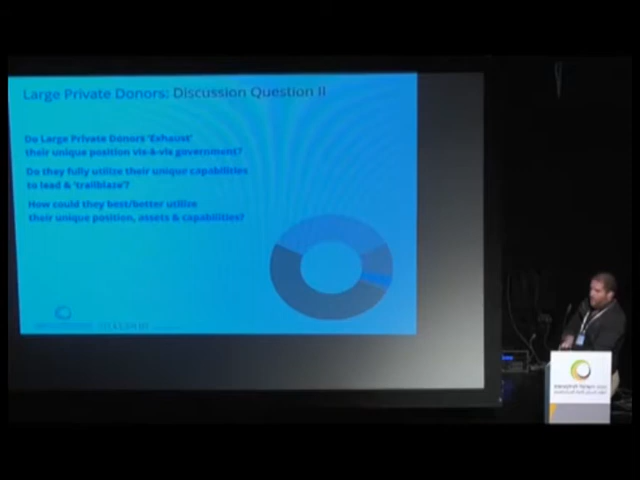 Large Private Donors: Discussion Question II
Do Large Private Donors 'Exhaust'
their unique position vis-à-vis government?
Do they fully utilize their unique capabilities
to lead & 'trailblaze'?
How could they best/better utilize
their unique position, assets & capabilities?